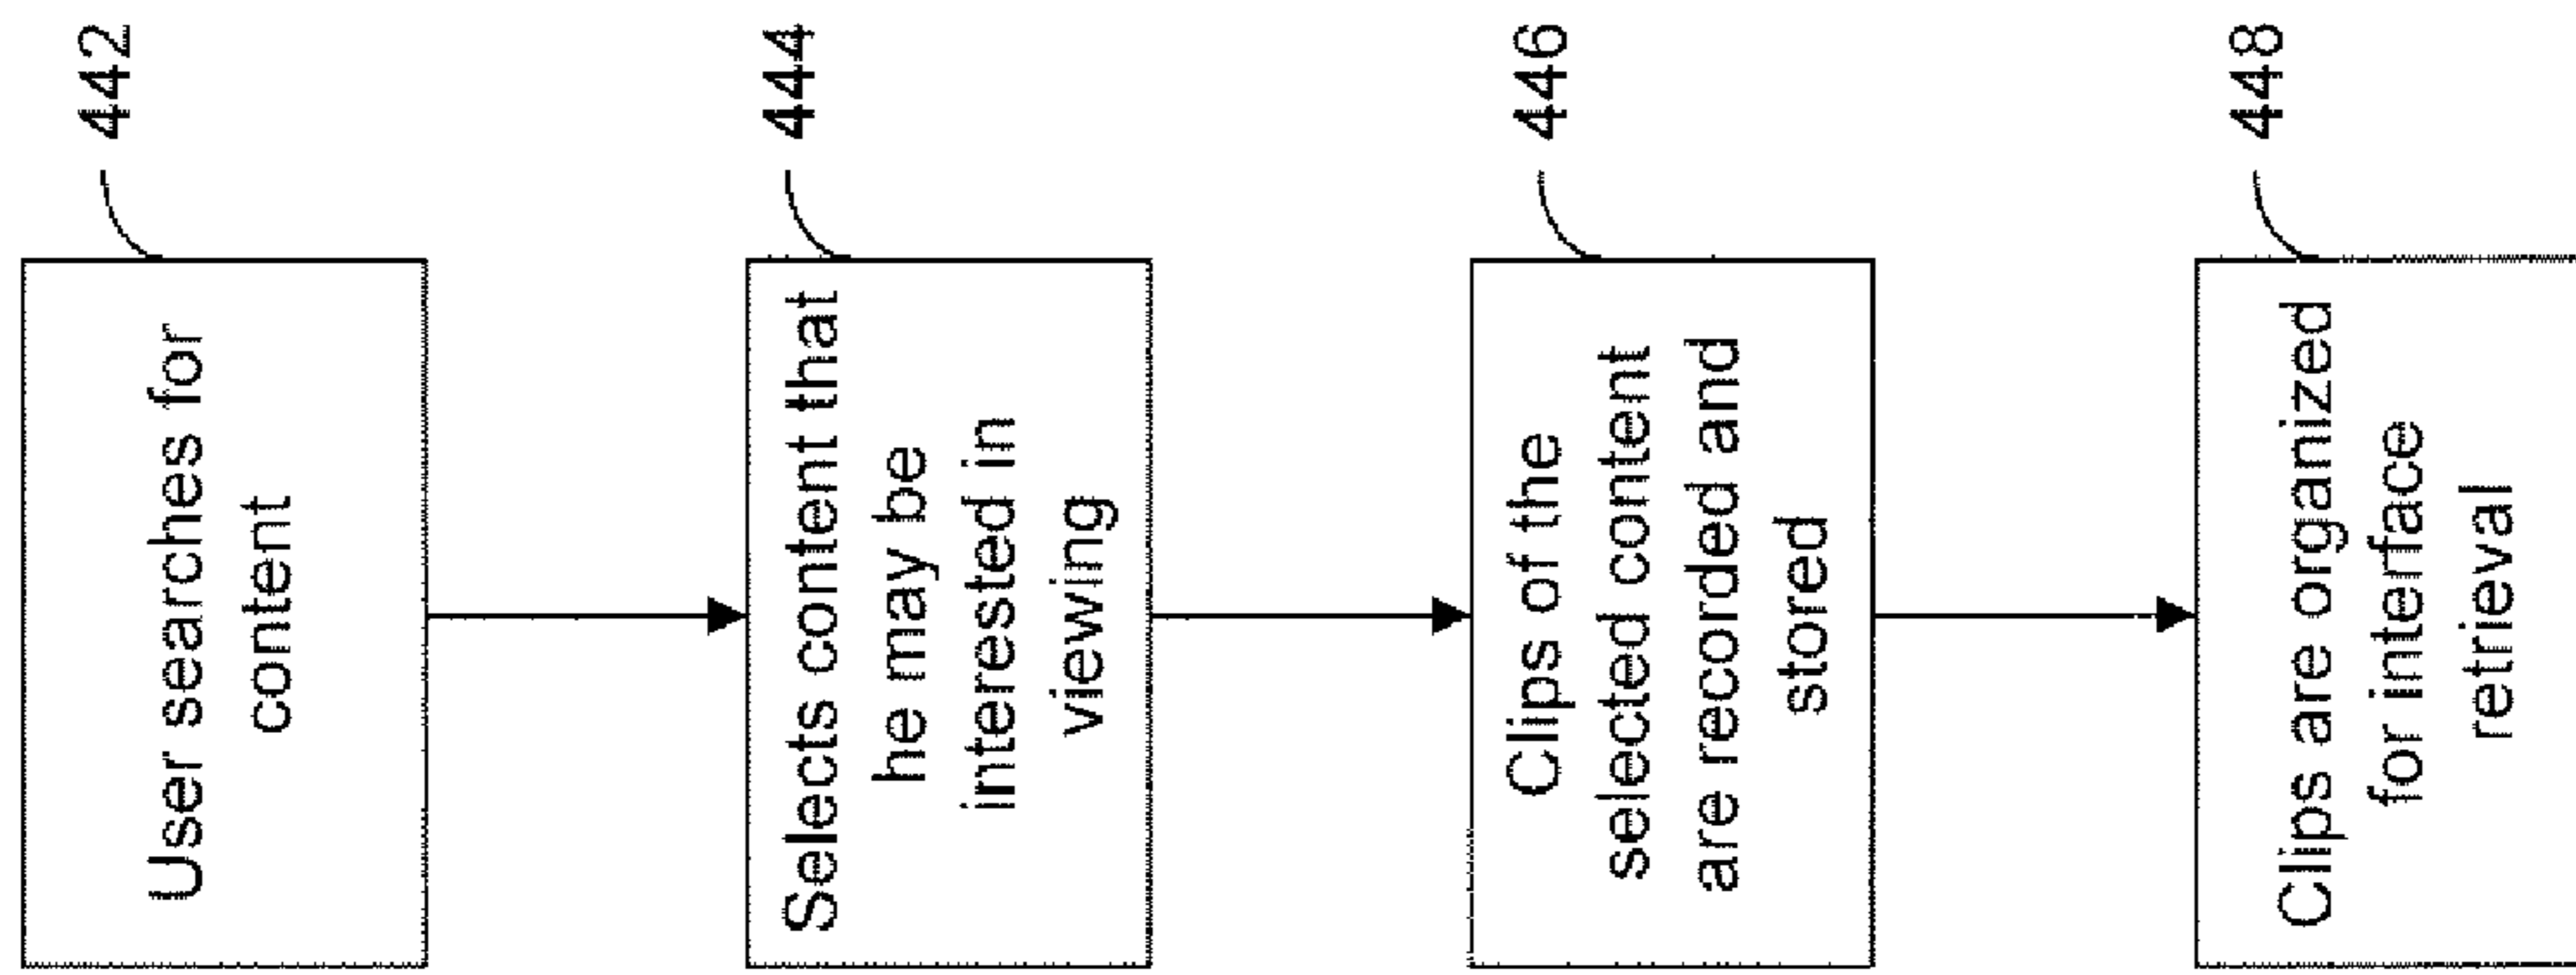 442
User searches for
content
444
Selects content that
he may be
interested in
viewing
446
Clips of the
selected content
are recorded and
stored
448
Clips are organized
for interface
retrieval